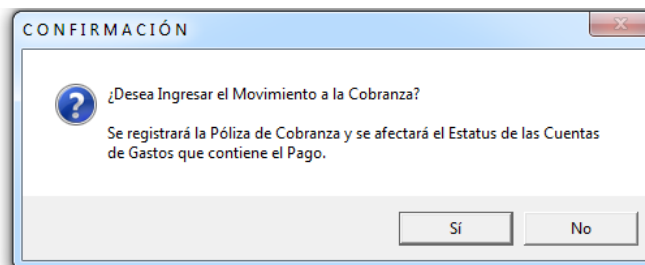 CONFIRMACIÓN
¿Desea Ingresar el Movimiento a la Cobranza?
Se registrará la Póliza de Cobranza y se afectará el Estatus de las Cuentas
de Gastos que contiene el Pago.
Sí
No